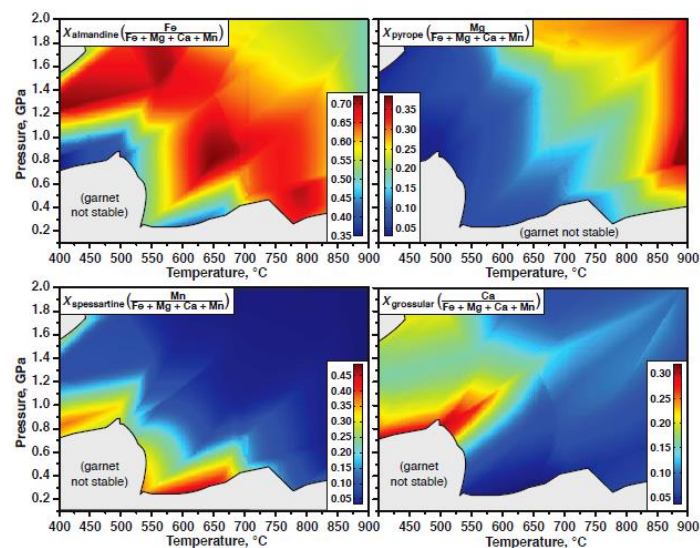 Xalmandine (Fe / Fe + Mg + Ca + Mn)
Xpyrope (Mg / Fe + Mg + Ca + Mn)
Pressure, GPa
2.0
1.8
1.6
1.4
1.2
1.0
0.8
0.6
0.4
0.2
0.70
0.65
0.60
0.55
0.50
0.45
0.40
0.35
0.35
0.30
0.25
0.20
0.15
0.10
0.05
(garnet
not stable)
(garnet not stable)
400 450 500 550 600 650 700 750 800 850 900
450 500 550 600 650 700 750 800 850 900
Temperature, °C
Temperature, °C
Xspessartine (Mn / Fe + Mg + Ca + Mn)
Xgrossular (Ca / Fe + Mg + Ca + Mn)
Pressure, GPa
2.0
1.8
1.6
1.4
1.2
1.0
0.8
0.6
0.4
0.2
0.45
0.40
0.35
0.30
0.25
0.20
0.15
0.10
0.05
0.30
0.25
0.20
0.15
0.10
0.05
(garnet
not stable)
(garnet
not stable)
400 450 500 550 600 650 700 750 800 850 900
450 500 550 600 650 700 750 800 850 900
Temperature, °C
Temperature, °C